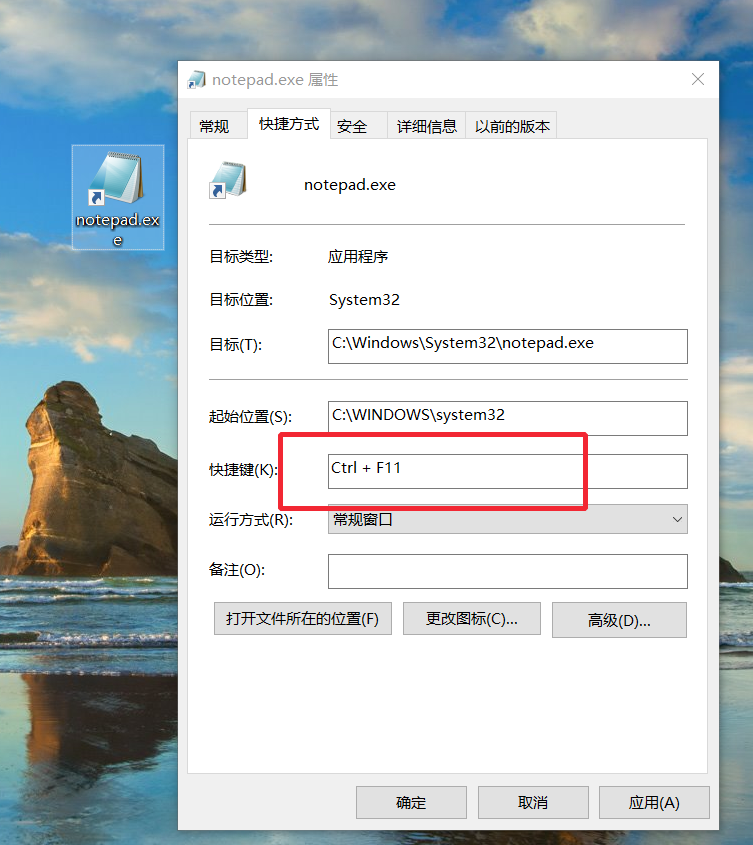 notepad.exe 属性
常规 快捷方式 安全 详细信息 以前的版本
notepad.ex
e
notepad.exe
目标类型: 应用程序
目标位置: System32
目标(T): C:\Windows\System32\notepad.exe
起始位置(S): C:\WINDOWS\system32
快捷键(K): Ctrl + F11
运行方式(R): 常规窗口
备注(O):
打开文件所在的位置(F) 更改图标(C)... 高级(D)...
确定 取消 应用(A)